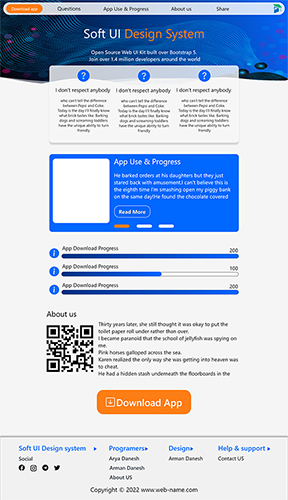 Download app Questions App Use & Progress About us Share
Soft UI Design System
Open Source Web UI Kit built over Bootstrap 5.
Join over 1.4 million developers around the world
? ? ?
I don't respect anybody I don't respect anybody I don't respect anybody
who can't tell the difference who can't tell the difference who can't tell the difference
between Pepsi and Coke. between Pepsi and Coke. between Pepsi and Coke.
Today is the day I'll finally know Today is the day I'll finally know Today is the day I'll finally know
what brick tastes like. Barking what brick tastes like. Barking what brick tastes like. Barking
dogs and screaming toddlers dogs and screaming toddlers dogs and screaming toddlers
have the unique ability to turn have the unique ability to turn have the unique ability to turn
friendly friendly friendly
App Use & Progress
He barked orders at his daughters but they just
stared back with amusement.I can't believe this is
the eighth time I'm smashing open my piggy bank
on the same day!rie found the chocolate covered
Read More
App Download Progress 200
App Download Progress 100
App Download Progress 200
About us
Thirty years later, she still thought it was okay to put the
toilet paper roll under rather than over.
I became paranoid that the school of jellyfish was spying on
me.
Pink horses galloped across the sea.
Karen realized the only way she was getting into heaven was
to cheat.
He had a hidden stash underneath the floorboards in the
Download App
Soft UI Design system Programers Design Help & support
Social Arya Danesh Arman Danesh Contact US
Arman Danesh
About US
Copyright © 2022 www.web-name.com